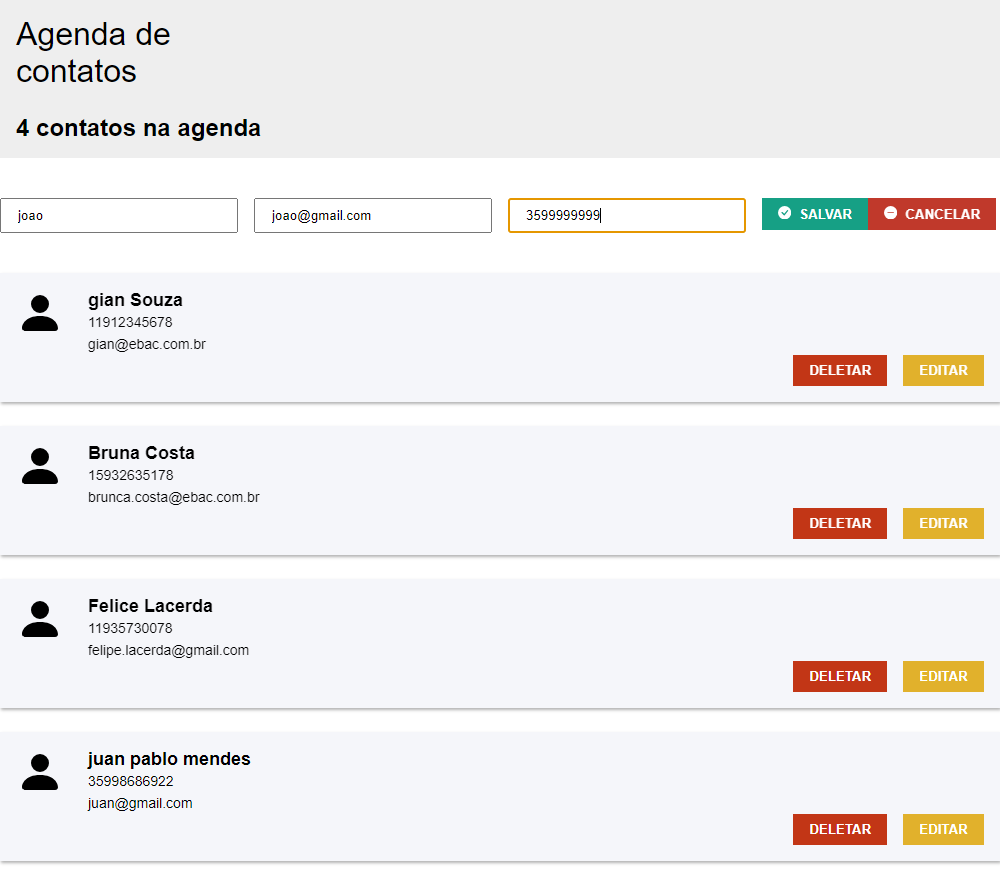 Agenda de
contatos
4 contatos na agenda
joao joao@gmail.com 3599999999 SALVAR CANCELAR
gian Souza
11912345678
gian@ebac.com.br
DELETAR EDITAR
Bruna Costa
15932635178
brunca.costa@ebac.com.br
DELETAR EDITAR
Felice Lacerda
11935730078
felipe.lacerda@gmail.com
DELETAR EDITAR
juan pablo mendes
35998686922
juan@gmail.com
DELETAR EDITAR